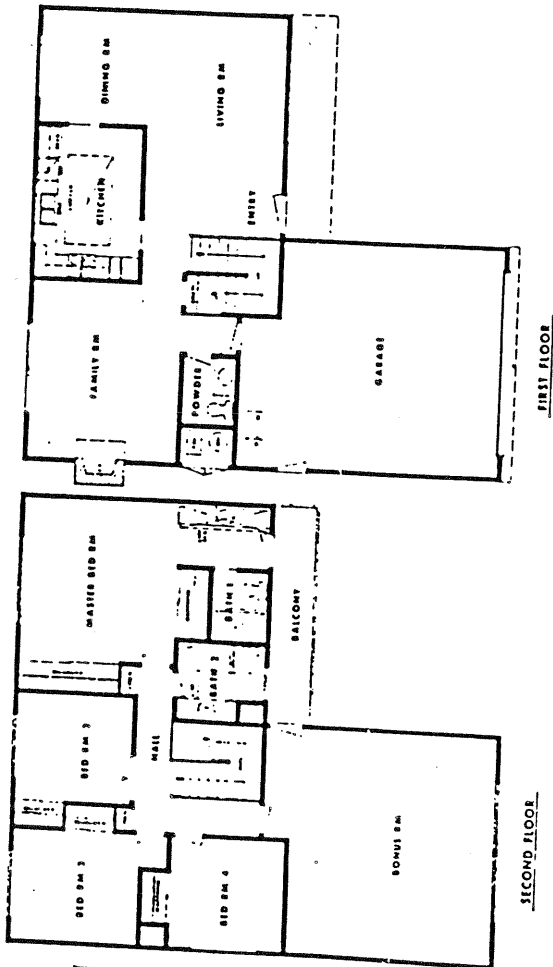 DINING RM
LIVING RM
KITCHEN
ENTRY
FAMILY RM
POWDER
GARAGE
FIRST FLOOR
MASTER BED RM
BATH 1
BALCONY
BATH 2
BED RM 2
HALL
BED RM 3
BED RM 4
BONUS RM
SECOND FLOOR